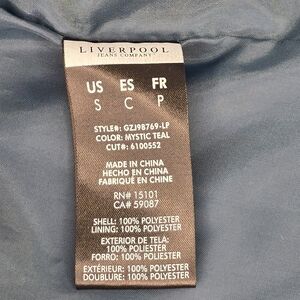 LIVERPOOL
JEANS COMPANY
US ES FR
S C P
STYLE#: GZJ98769-LP
COLOR: MYSTIC TEAL
CUT#: 6100552
MADE IN CHINA
HECHO EN CHINA
FABRIQUÉ EN CHINE
RN# 15101
CA# 59087
SHELL: 100% POLYESTER
LINING: 100% POLYESTER
EXTERIOR DE TELA:
100% POLYESTER
FORRO: 100% POLYESTER
EXTÉRIEUR: 100% POLYESTER
DOUBLURE: 100% POLYESTER